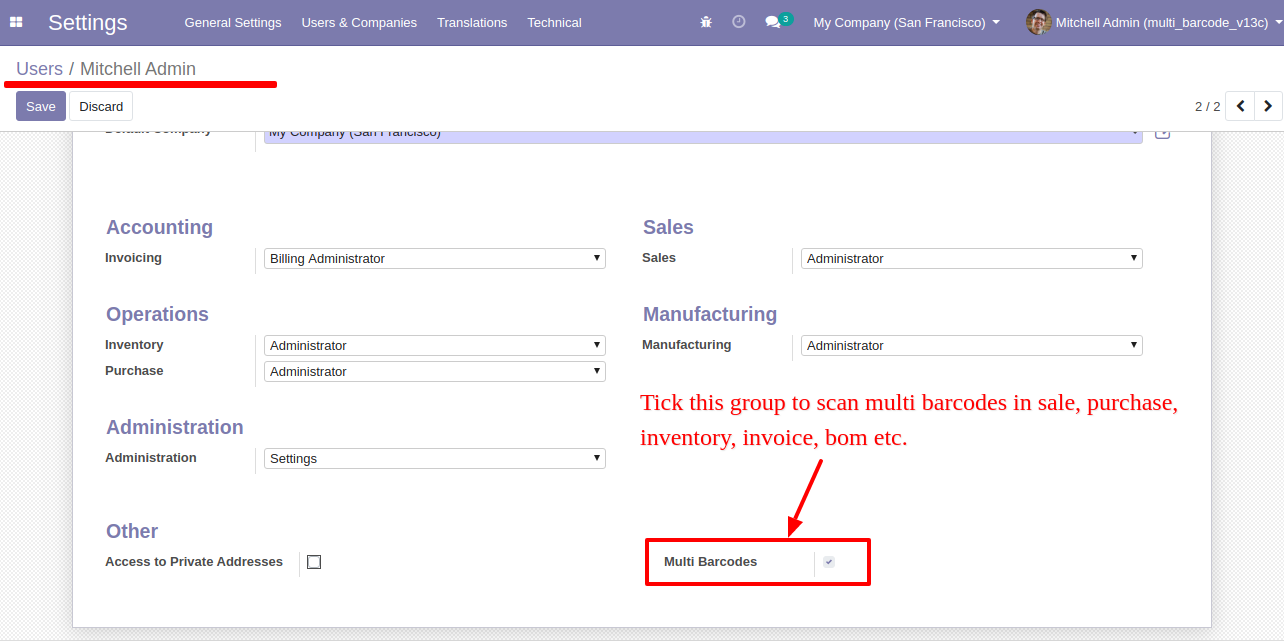 Settings General Settings Users & Companies Translations Technical 3 My Company (San Francisco) Mitchell Admin (multi_barcode_v13c)
Users / Mitchell Admin
Save Discard 2 / 2
Default Company My Company (San Francisco)
Accounting Sales
Invoicing Billing Administrator Sales Administrator
Operations Manufacturing
Inventory Administrator Manufacturing Administrator
Purchase Administrator
Tick this group to scan multi barcodes in sale, purchase,
inventory, invoice, bom etc.
Administration
Administration Settings
Other
Access to Private Addresses Multi Barcodes